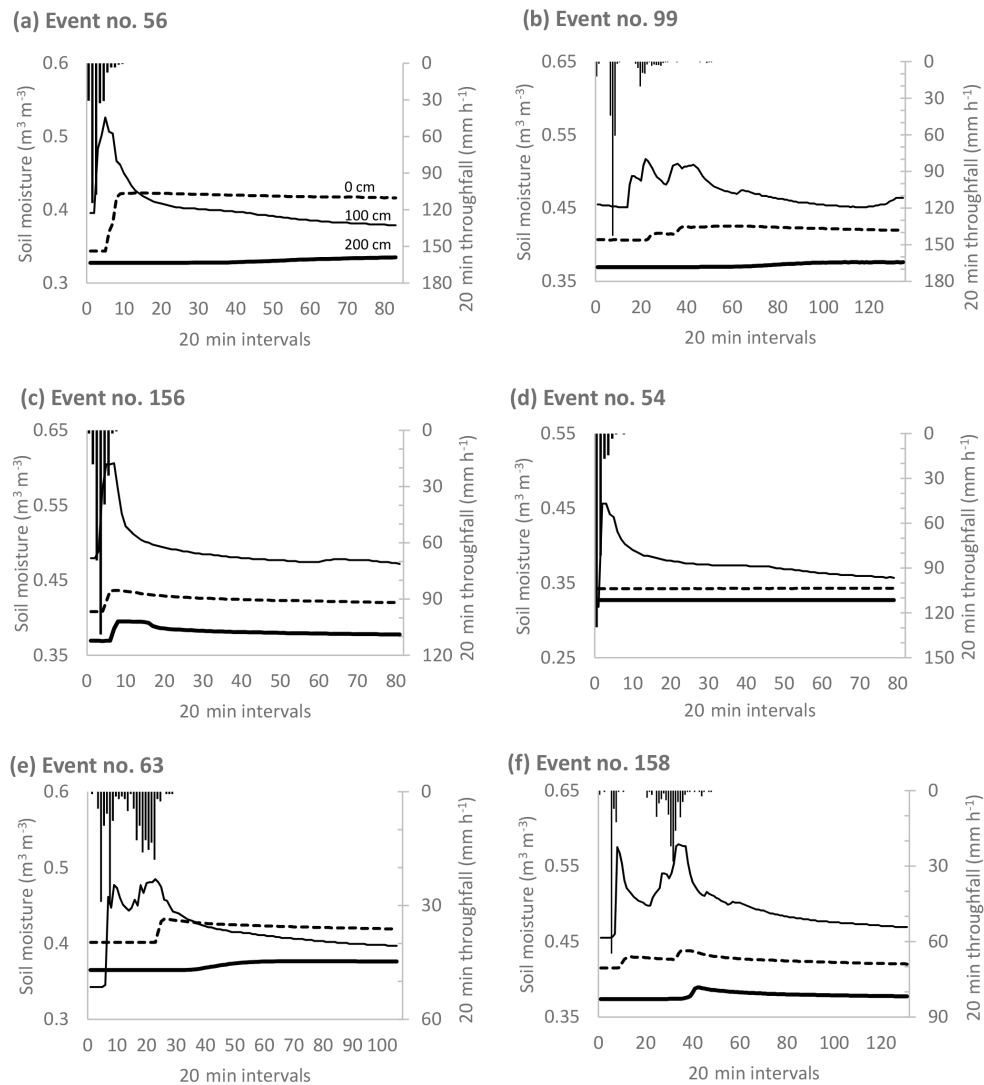 (a) Event no. 56
0.6
0.5
0.4
0.3
Soil moisture (m³ m⁻³)
0
30
60
90
120
150
180
20 min throughfall (mm h⁻¹)
0 cm
100 cm
200 cm
0 10 20 30 40 50 60 70 80
20 min intervals
(b) Event no. 99
0.65
0.55
0.45
0.35
Soil moisture (m³ m⁻³)
0
30
60
90
120
150
180
20 min throughfall (mm h⁻¹)
0 20 40 60 80 100 120
20 min intervals
(c) Event no. 156
0.65
0.55
0.45
0.35
Soil moisture (m³ m⁻³)
0
30
60
90
120
20 min throughfall (mm h⁻¹)
0 10 20 30 40 50 60 70 80
20 min intervals
(d) Event no. 54
0.55
0.45
0.35
0.25
Soil moisture (m³ m⁻³)
0
30
60
90
120
150
20 min throughfall (mm h⁻¹)
0 10 20 30 40 50 60 70 80
20 min intervals
(e) Event no. 63
0.6
0.5
0.4
0.3
Soil moisture (m³ m⁻³)
0
30
60
20 min throughfall (mm h⁻¹)
0 10 20 30 40 50 60 70 80 90 100
20 min intervals
(f) Event no. 158
0.65
0.55
0.45
0.35
Soil moisture (m³ m⁻³)
0
30
60
90
20 min throughfall (mm h⁻¹)
0 20 40 60 80 100 120
20 min intervals